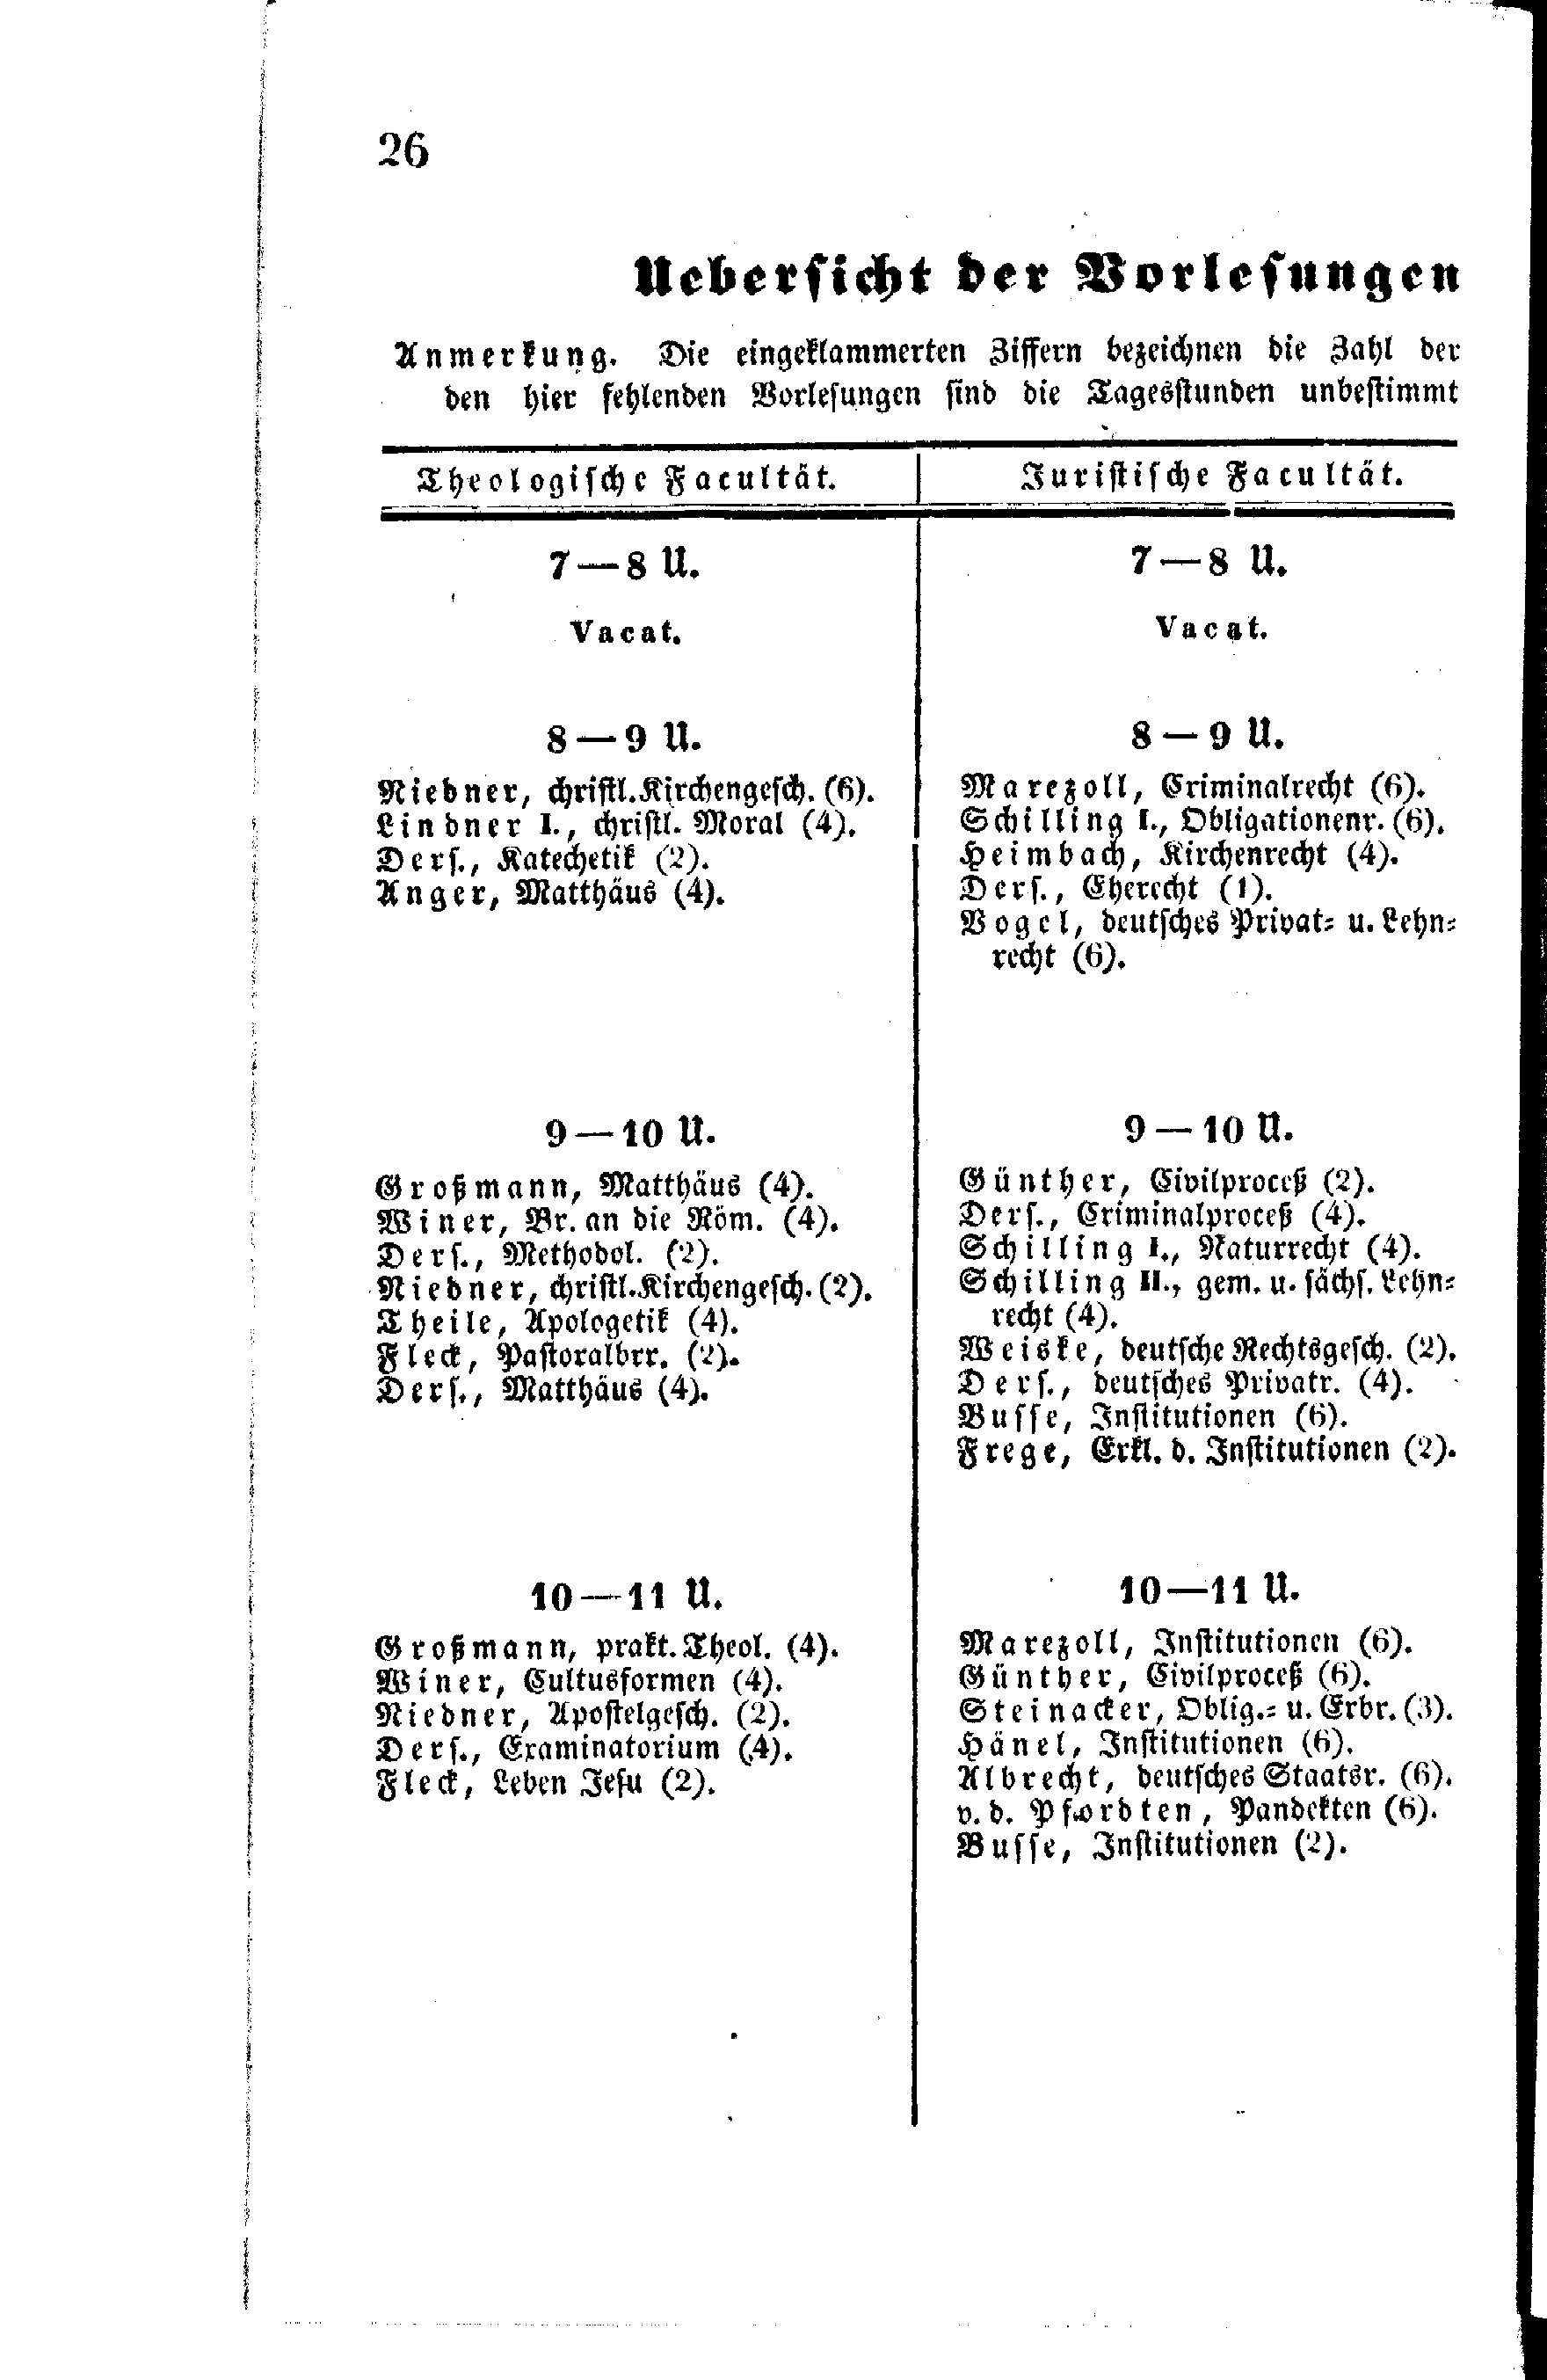 26
Uebersicht der Vorlesungen
Anmerkung. Die eingeklammerten Ziffern bezeichnen die Zahl der
den hier fehlenden Vorlesungen sind die Tagesstunden unbestimmt
Theologische Facultät.
7—8 U.
Vacat.
8—9 U.
Niedner, christl. Kirchengesch. (6).
Lindner I., christl. Moral (4).
Ders., Katechetik (2).
Anger, Matthäus (4).
9—10 U.
Großmann, Matthäus (4).
Winer, Br. an die Röm. (4).
Ders., Methodol. (2).
Niedner, christl. Kirchengesch. (2).
Theile, Apologetik (4).
Fleck, Pastoralbrr. (2).
Ders., Matthäus (4).
10—11 U.
Großmann, prakt. Theol. (4).
Winer, Cultusformen (4).
Niedner, Apostelgesch. (2).
Ders., Examinatorium (4).
Fleck, Leben Jesu (2).
Juristische Facultät.
7—8 U.
Vacat.
8—9 U.
Marezoll, Criminalrecht (6).
Schilling I., Obligationenr. (6).
Heimbach, Kirchenrecht (4).
Ders., Eherecht (1).
Vogel, deutsches Privat- u. Lehn-
recht (6).
9—10 U.
Günther, Civilproceß (2).
Ders., Criminalproceß (4).
Schilling I., Naturrecht (4).
Schilling II., gem. u. sächs. Lehn-
recht (4).
Weiske, deutsche Rechtsgesch. (2).
Ders., deutsches Privatr. (4).
Busse, Institutionen (6).
Frege, Erkl. d. Institutionen (2).
10—11 U.
Marezoll, Institutionen (6).
Günther, Civilproceß (6).
Steinacker, Oblig.- u. Erbr. (3).
Hänel, Institutionen (6).
Albrecht, deutsches Staatsr. (6).
v. d. Pfordten, Pandekten (6).
Busse, Institutionen (2).